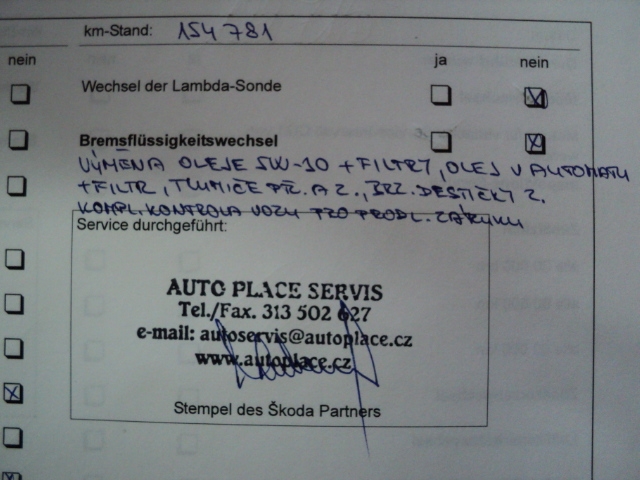 km-Stand: 154 781
nein ja nein
Wechsel der Lambda-Sonde
Bremsflüssigkeitswechsel
VÝMĚNA OLEJE 5W-30 + FILTRY, OLEJ V AUTOMATU
+ FILTR, TLUMIČE PŘ. A Z., BRZ. DESTIČKY Z.
KOMPL. KONTROLA VOZU PRO PRODL. ZÁRUKU
Service durchgeführt:
AUTO PLACE SERVIS
Tel./Fax. 313 502 627
e-mail: autoservis@autoplace.cz
www.autoplace.cz
Stempel des Škoda Partners